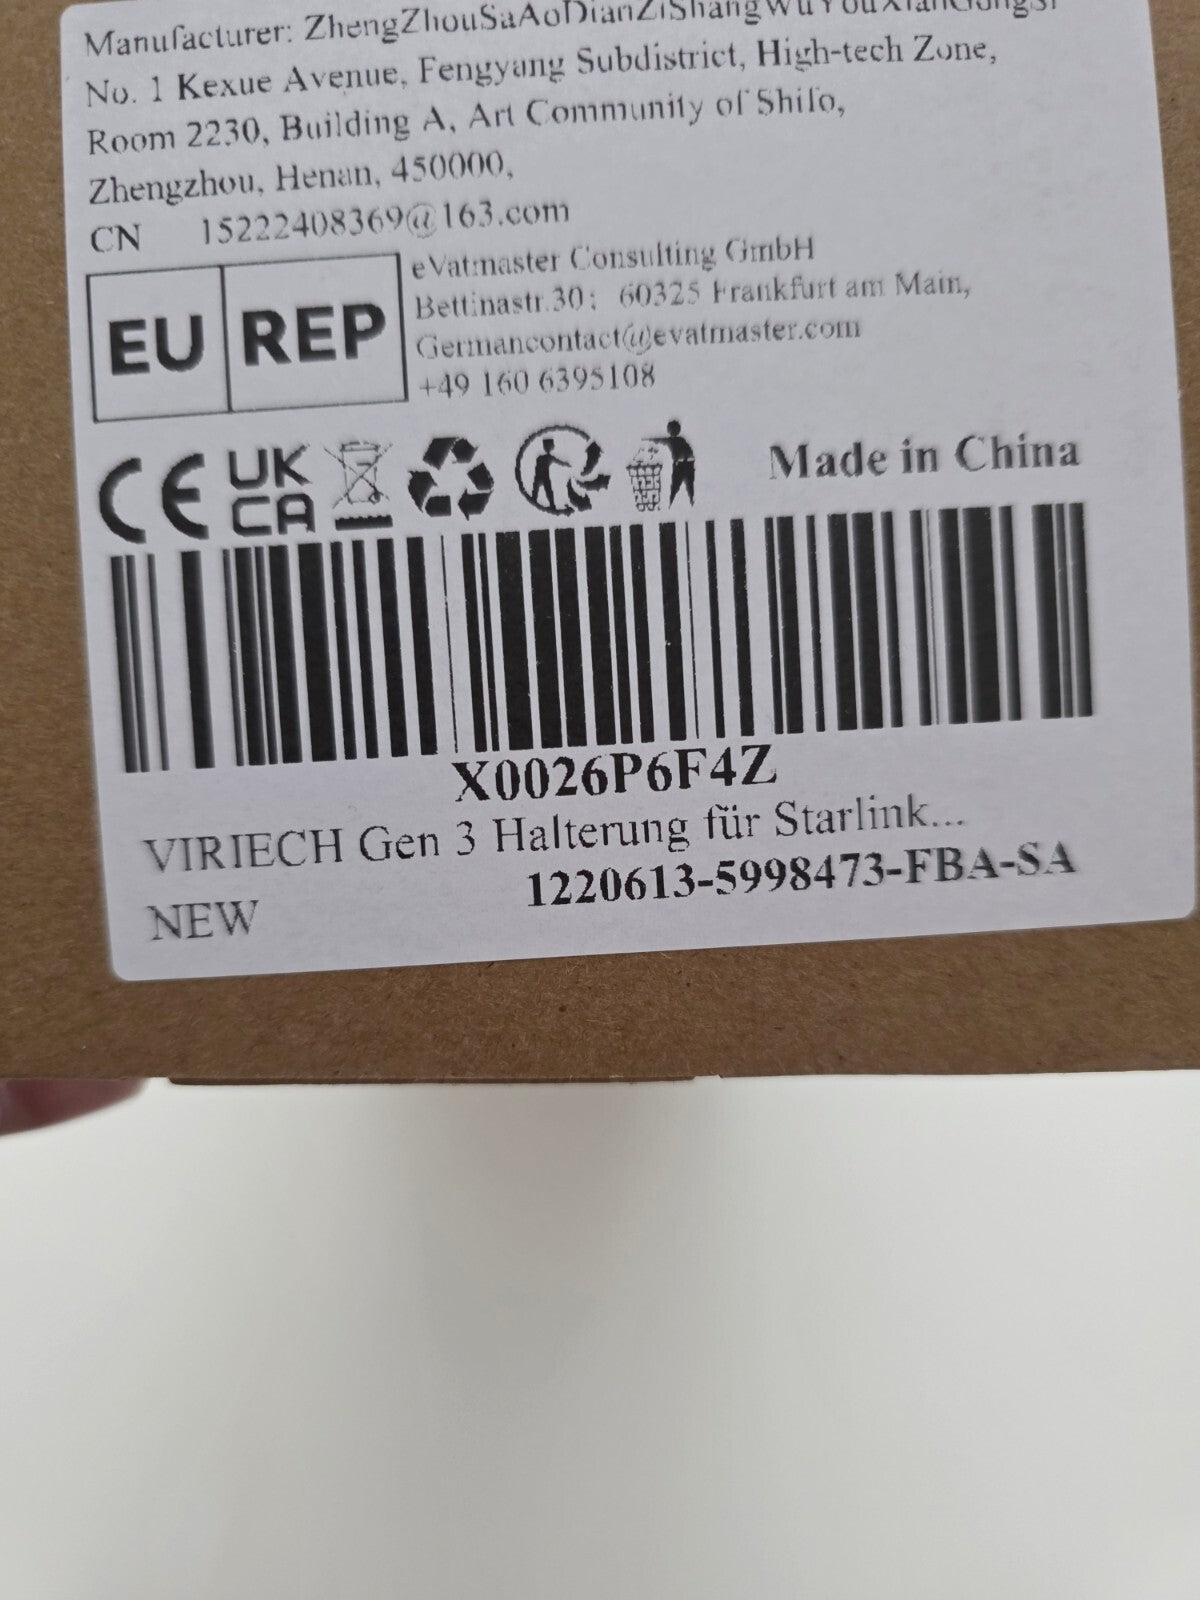 Manufacturer: ZhengZhouSaAoDianZiShangWuYouXianGongSi
No. 1 Kexue Avenue, Fengyang Subdistrict, High-tech Zone,
Room 2230, Building A, Art Community of Shifo,
Zhengzhou, Henan, 450000,
CN 15222408369@163.com
EU REP
eVatmaster Consulting GmbH
Bettinastr.30; 60325 Frankfurt am Main,
Germancontact@evatmaster.com
+49 160 6395108
CE UK CA
Made in China
X0026P6F4Z
VIRIECH Gen 3 Halterung für Starlink...
1220613-5998473-FBA-SA
NEW